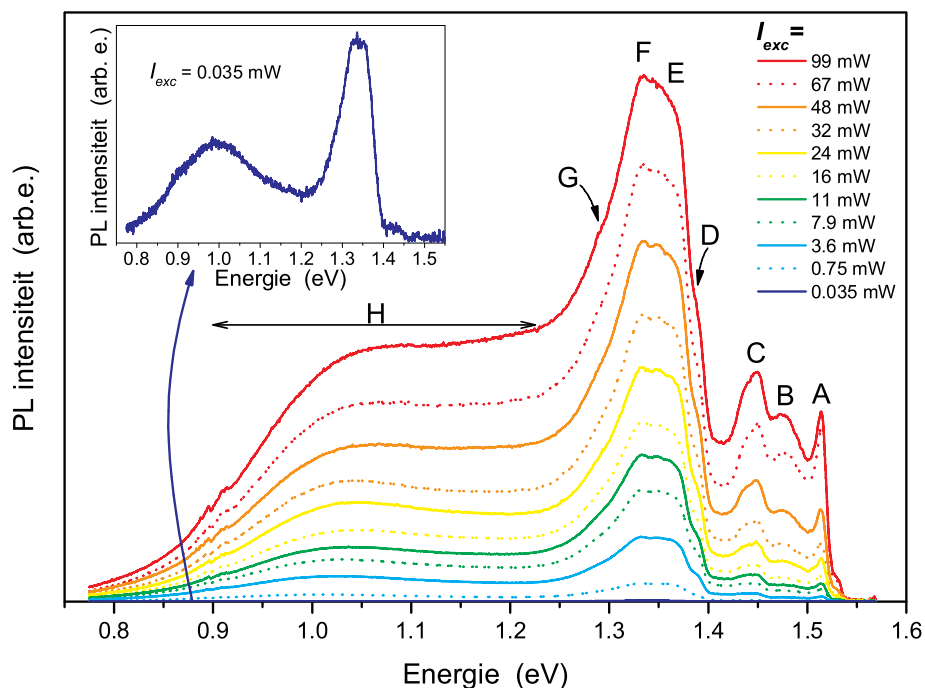 PL intensiteit (arb. e.)
I_exc = 0.035 mW
0.8 0.9 1.0 1.1 1.2 1.3 1.4 1.5
Energie (eV)
I_exc =
99 mW
67 mW
48 mW
32 mW
24 mW
16 mW
11 mW
7.9 mW
3.6 mW
0.75 mW
0.035 mW
F
E
G
D
H
C
B
A
PL intensiteit (arb.e.)
0.8 0.9 1.0 1.1 1.2 1.3 1.4 1.5 1.6
Energie (eV)